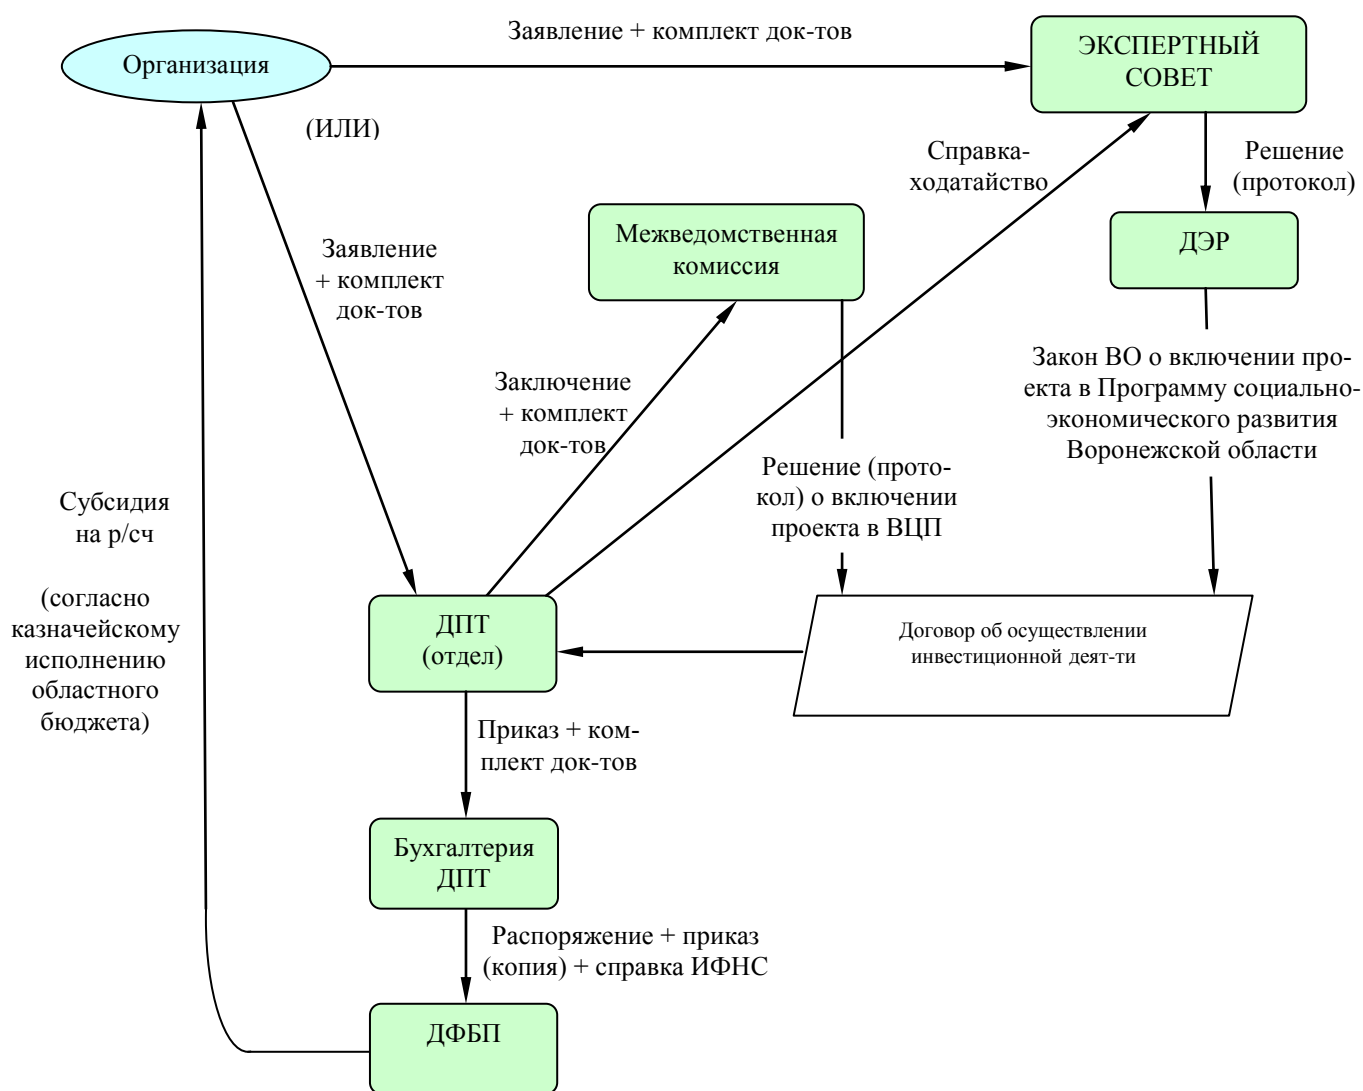 Заявление + комплект док-тов
Организация
ЭКСПЕРТНЫЙ
СОВЕТ
(ИЛИ)
Справка-
ходатайство
Решение
(протокол)
Межведомственная
комиссия
ДЭР
Заявление
+ комплект
док-тов
Заключение
+ комплект
док-тов
Закон ВО о включении про-
екта в Программу социально-
экономического развития
Воронежской области
Решение (прото-
кол) о включении
проекта в ВЦП
Субсидия
на р/сч
(согласно
казначейскому
исполнению
областного
бюджета)
ДПТ
(отдел)
Договор об осуществлении
инвестиционной деят-ти
Приказ + ком-
плект док-тов
Бухгалтерия
ДПТ
Распоряжение + приказ
(копия) + справка ИФНС
ДФБП